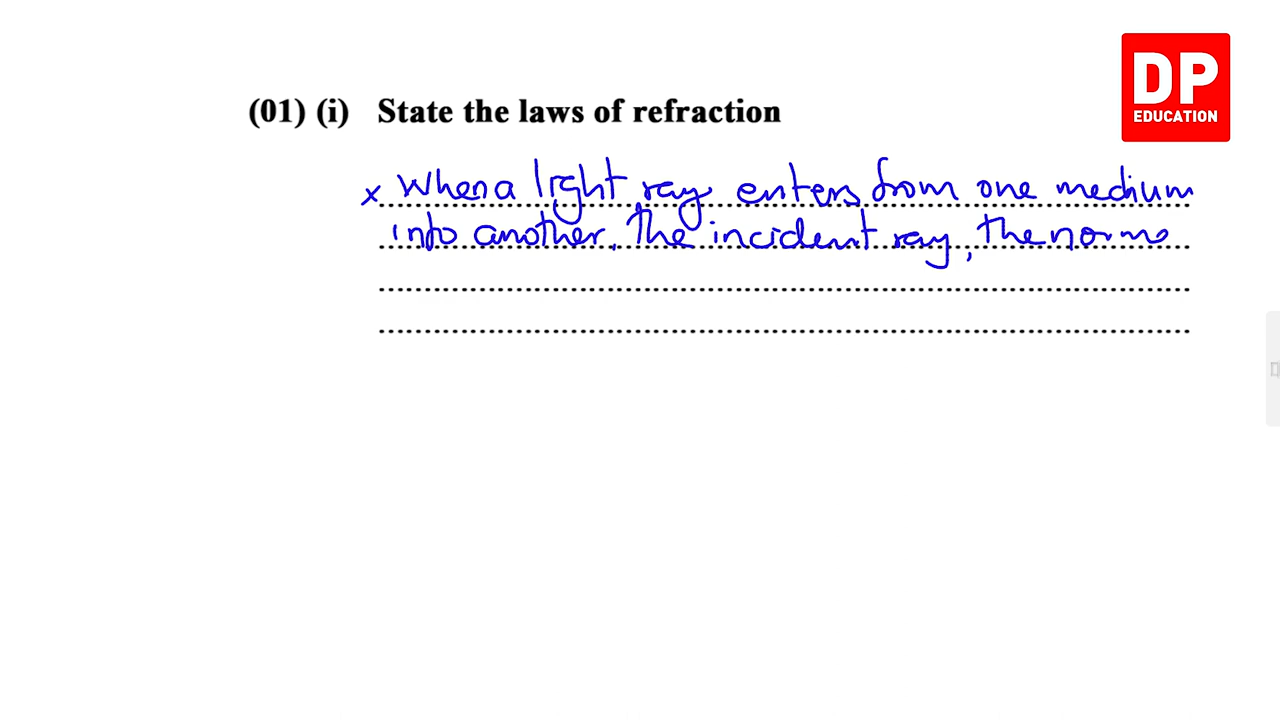 DP
EDUCATION
(01) (i) State the laws of refraction
x When a light ray enters from one medium
into another. The incident ray, the norma